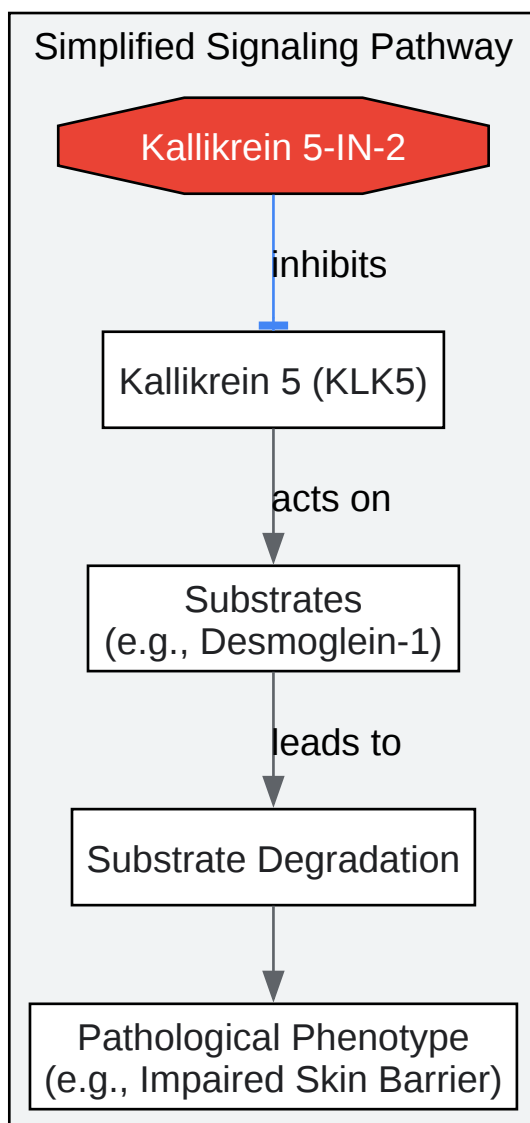 Simplified Signaling Pathway
Kallikrein 5-IN-2
inhibits
Kallikrein 5 (KLK5)
acts on
Substrates
(e.g., Desmoglein-1)
leads to
Substrate Degradation
Pathological Phenotype
(e.g., Impaired Skin Barrier)